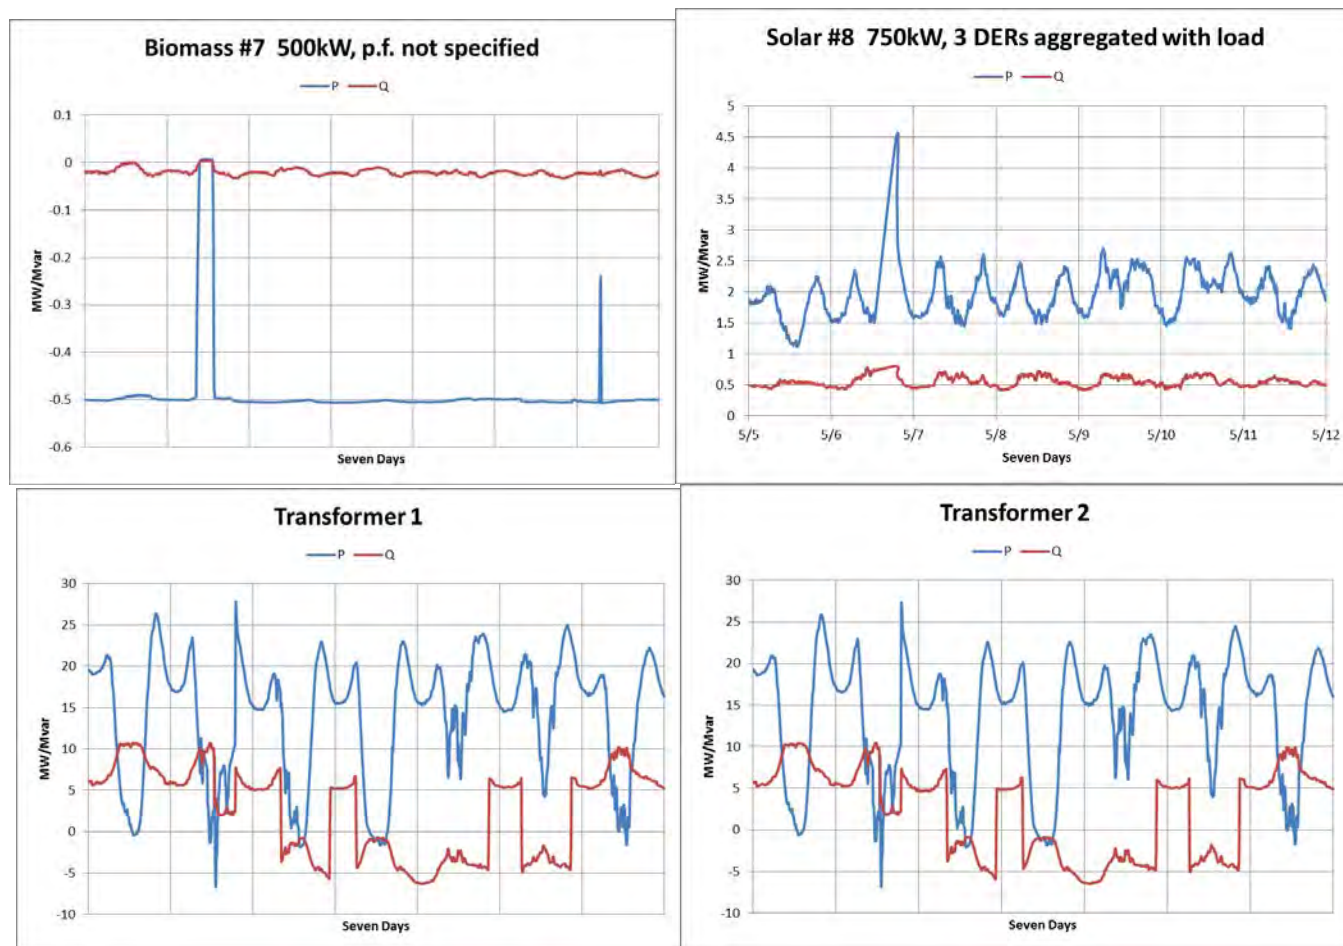 Biomass #7 500kW, p.f. not specified
P Q
0.1
0
-0.1
-0.2
-0.3
-0.4
-0.5
-0.6
MW/Mvar
Seven Days
Solar #8 750kW, 3 DERs aggregated with load
P Q
5
4.5
4
3.5
3
2.5
2
1.5
1
0.5
0
MW/Mvar
5/5 5/6 5/7 5/8 5/9 5/10 5/11 5/12
Seven Days
Transformer 1
P Q
30
25
20
15
10
5
0
-5
-10
MW/Mvar
Seven Days
Transformer 2
P Q
30
25
20
15
10
5
0
-5
-10
MW/Mvar
Seven Days